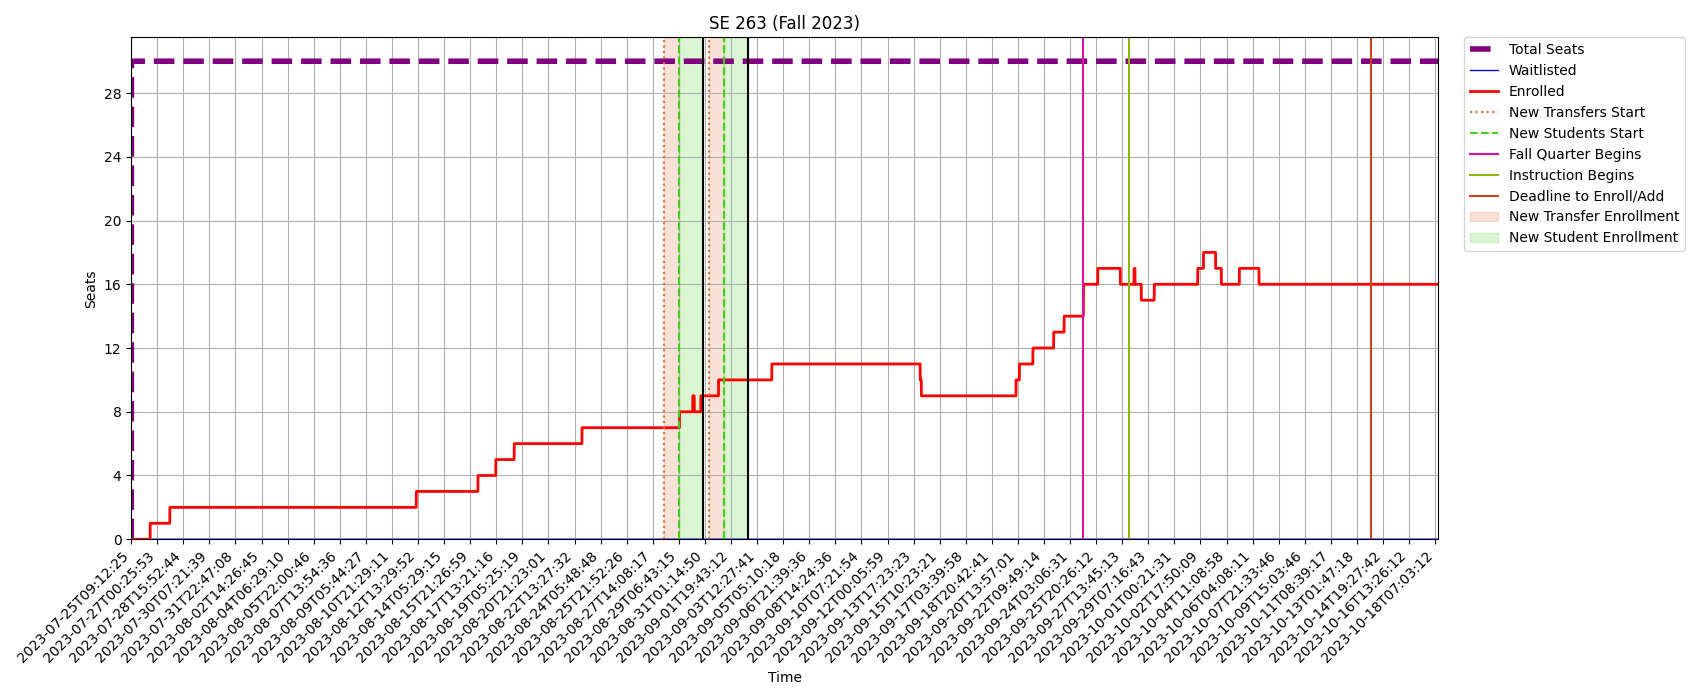 SE 263 (Fall 2023)
Seats
28
24
20
16
12
8
4
0
2023-07-25T09:12:25
2023-07-27T00:25:53
2023-07-28T15:52:44
2023-07-30T07:21:39
2023-07-31T22:47:08
2023-08-02T14:26:45
2023-08-04T06:29:10
2023-08-05T22:00:46
2023-08-07T13:54:36
2023-08-09T05:44:27
2023-08-10T21:29:11
2023-08-12T13:29:52
2023-08-14T05:29:15
2023-08-15T21:26:59
2023-08-17T13:21:16
2023-08-19T05:25:19
2023-08-20T21:23:01
2023-08-22T13:27:32
2023-08-24T05:48:48
2023-08-25T21:52:26
2023-08-27T14:08:17
2023-08-29T06:43:15
2023-08-31T01:14:50
2023-09-01T19:43:12
2023-09-03T12:27:41
2023-09-05T05:10:18
2023-09-06T21:39:36
2023-09-08T14:24:36
2023-09-10T07:21:54
2023-09-12T00:05:59
2023-09-13T17:23:23
2023-09-15T10:23:21
2023-09-17T03:39:58
2023-09-18T20:42:41
2023-09-20T13:57:01
2023-09-22T09:49:14
2023-09-24T03:06:31
2023-09-25T20:26:12
2023-09-27T13:45:13
2023-09-29T07:16:43
2023-10-01T00:21:31
2023-10-02T17:50:09
2023-10-04T11:08:58
2023-10-06T04:08:11
2023-10-07T21:33:46
2023-10-09T15:03:46
2023-10-11T08:39:17
2023-10-13T01:47:18
2023-10-14T19:27:42
2023-10-16T13:26:12
2023-10-18T07:03:12
Time
Total Seats
Waitlisted
Enrolled
New Transfers Start
New Students Start
Fall Quarter Begins
Instruction Begins
Deadline to Enroll/Add
New Transfer Enrollment
New Student Enrollment